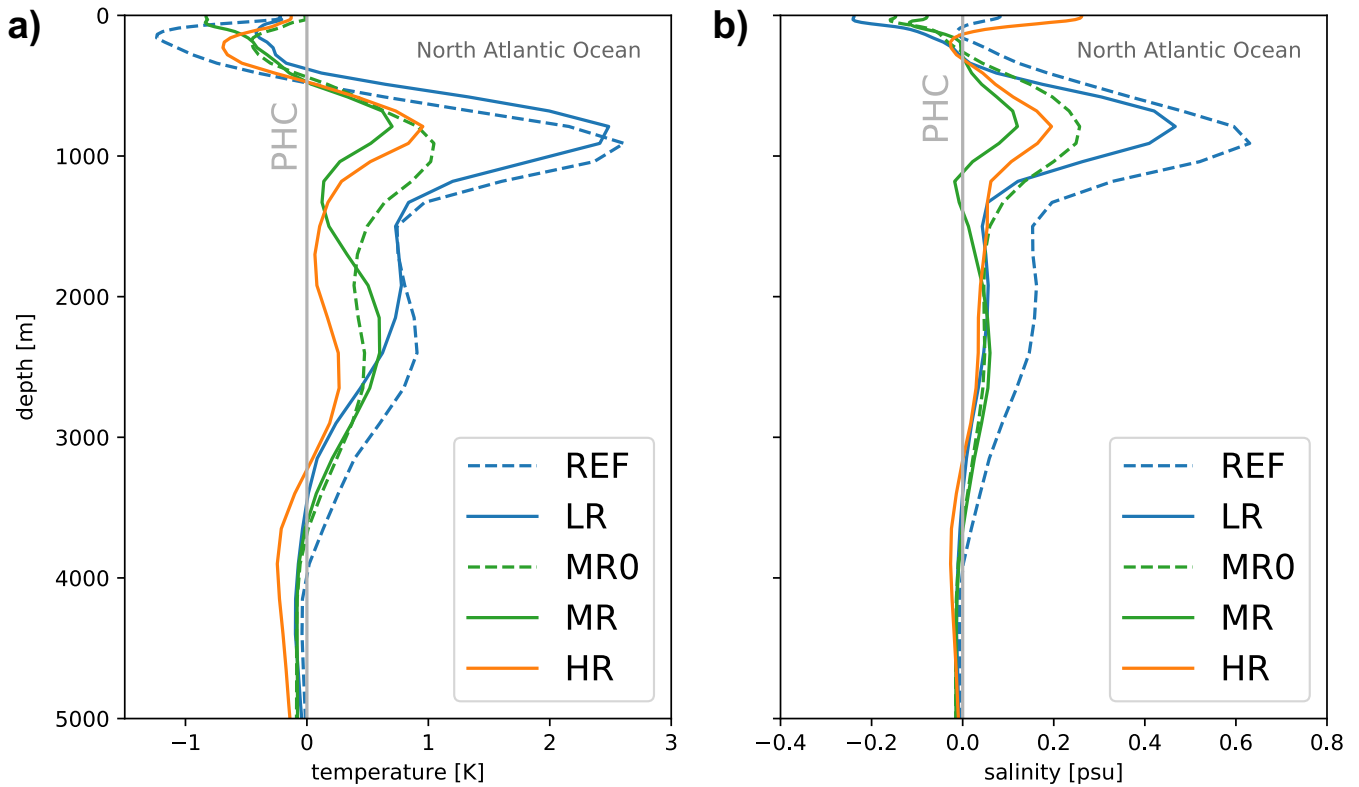 a)
North Atlantic Ocean
PHC
0
1000
2000
3000
4000
5000
depth [m]
−1
0
1
2
3
temperature [K]
REF
LR
MR0
MR
HR
b)
North Atlantic Ocean
PHC
−0.4
−0.2
0.0
0.2
0.4
0.6
0.8
salinity [psu]
REF
LR
MR0
MR
HR